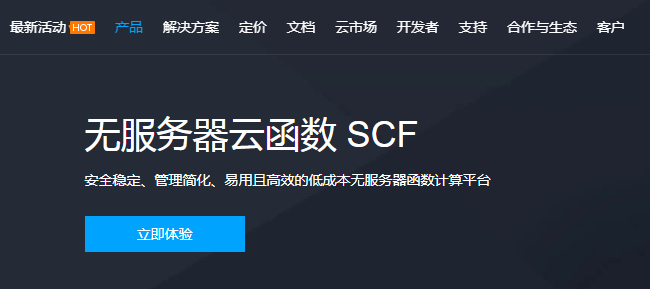 最新活动 HOT 产品 解决方案 定价 文档 云市场 开发者 支持 合作与生态 客户
无服务器云函数 SCF
安全稳定、管理简化、易用且高效的低成本无服务器函数计算平台
立即体验